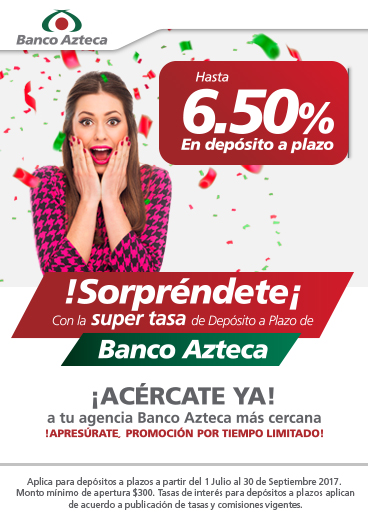 Banco Azteca
Hasta
6.50%
En depósito a plazo
!Sorpréndete¡
Con la super tasa de Depósito a Plazo de
Banco Azteca
¡ACÉRCATE YA!
a tu agencia Banco Azteca más cercana
!APRESÚRATE, PROMOCIÓN POR TIEMPO LIMITADO!
Aplica para depósitos a plazos a partir del 1 Julio al 30 de Septiembre 2017.
Monto mínimo de apertura $300. Tasas de interés para depósitos a plazos aplican
de acuerdo a publicación de tasas y comisiones vigentes.